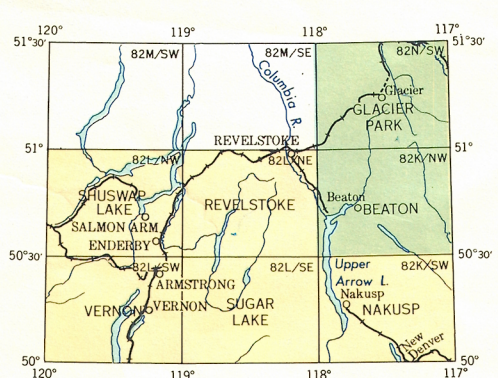 120° 119° 118° 117°
51°30' 51°30'
82M/SW 82M/SE 82N/SW
Columbia R.
Glacier
GLACIER
PARK
REVELSTOKE
51° 51°
82L/NW 82L/NE 82K/NW
SHUSWAP
LAKE
REVELSTOKE
Beaton
BEATON
SALMON ARM
ENDERBY
50°30' 50°30'
82L/SW 82L/SE 82K/SW
Upper
Arrow L.
ARMSTRONG
Nakusp
VERNON VERNON
SUGAR
LAKE
NAKUSP
New
Denver
50° 50°
120° 119° 118° 117°